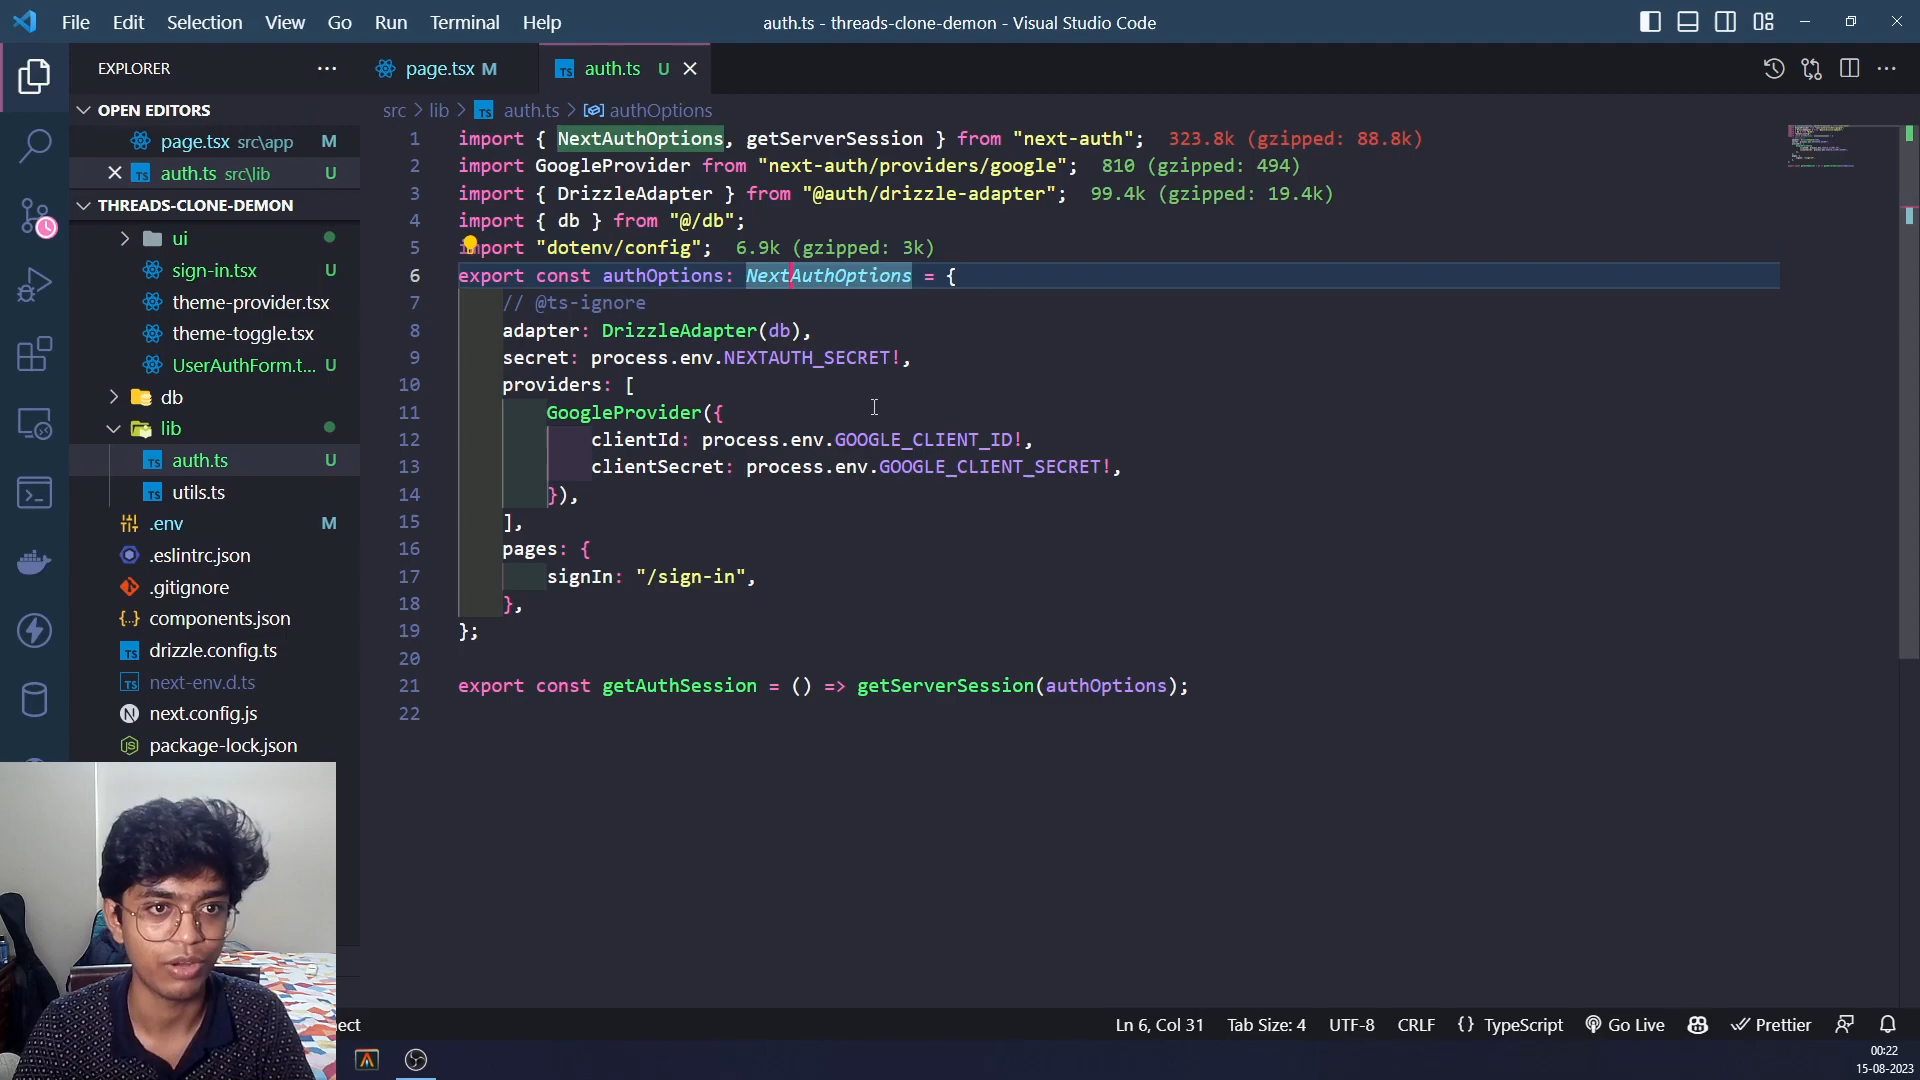 File Edit Selection View Go Run Terminal Help
auth.ts - threads-clone-demon - Visual Studio Code
EXPLORER
OPEN EDITORS
page.tsx src\app M
auth.ts src\lib U
THREADS-CLONE-DEMON
ui
sign-in.tsx U
theme-provider.tsx
theme-toggle.tsx
UserAuthForm.t... U
db
lib
auth.ts U
utils.ts
.env M
.eslintrc.json
.gitignore
components.json
drizzle.config.ts
next-env.d.ts
next.config.js
package-lock.json
page.tsx M
auth.ts U
src > lib > auth.ts > authOptions
1 import { NextAuthOptions, getServerSession } from "next-auth"; 323.8k (gzipped: 88.8k)
2 import GoogleProvider from "next-auth/providers/google"; 810 (gzipped: 494)
3 import { DrizzleAdapter } from "@auth/drizzle-adapter"; 99.4k (gzipped: 19.4k)
4 import { db } from "@/db";
5 import "dotenv/config"; 6.9k (gzipped: 3k)
6 export const authOptions: NextAuthOptions = {
7 // @ts-ignore
8 adapter: DrizzleAdapter(db),
9 secret: process.env.NEXTAUTH_SECRET!,
10 providers: [
11 GoogleProvider({
12 clientId: process.env.GOOGLE_CLIENT_ID!,
13 clientSecret: process.env.GOOGLE_CLIENT_SECRET!,
14 }),
15 ],
16 pages: {
17 signIn: "/sign-in",
18 },
19 };
20
21 export const getAuthSession = () => getServerSession(authOptions);
22
Ln 6, Col 31 Tab Size: 4 UTF-8 CRLF {} TypeScript Go Live Prettier
00:22
15-08-2023